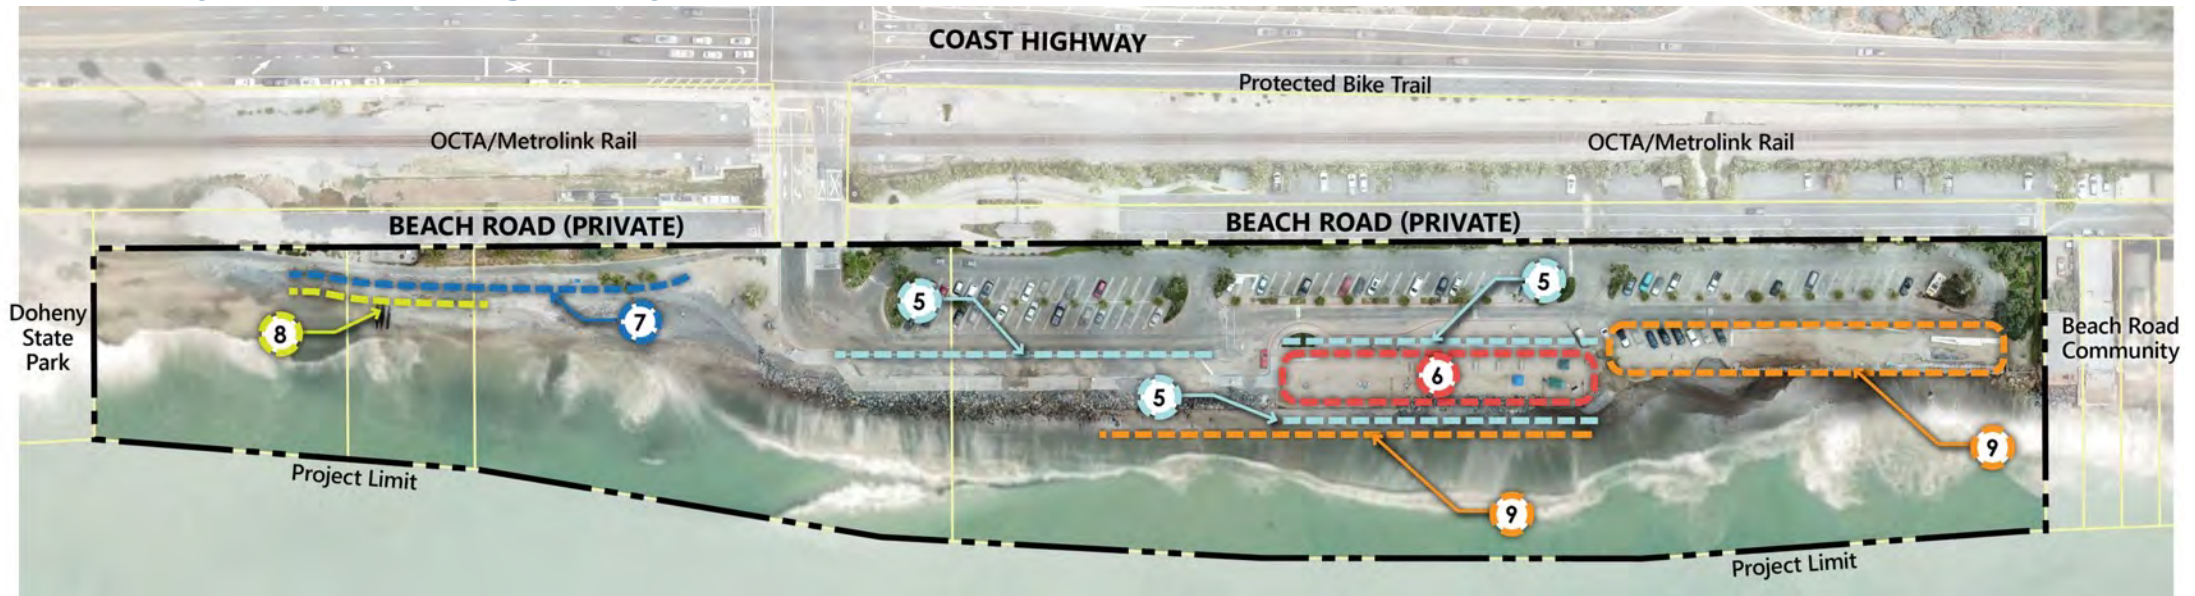 COAST HIGHWAY
Protected Bike Trail
OCTA/Metrolink Rail
OCTA/Metrolink Rail
BEACH ROAD (PRIVATE)
BEACH ROAD (PRIVATE)
5
5
7
8
Doheny
State
Park
Beach Road
Community
6
5
9
Project Limit
9
Project Limit